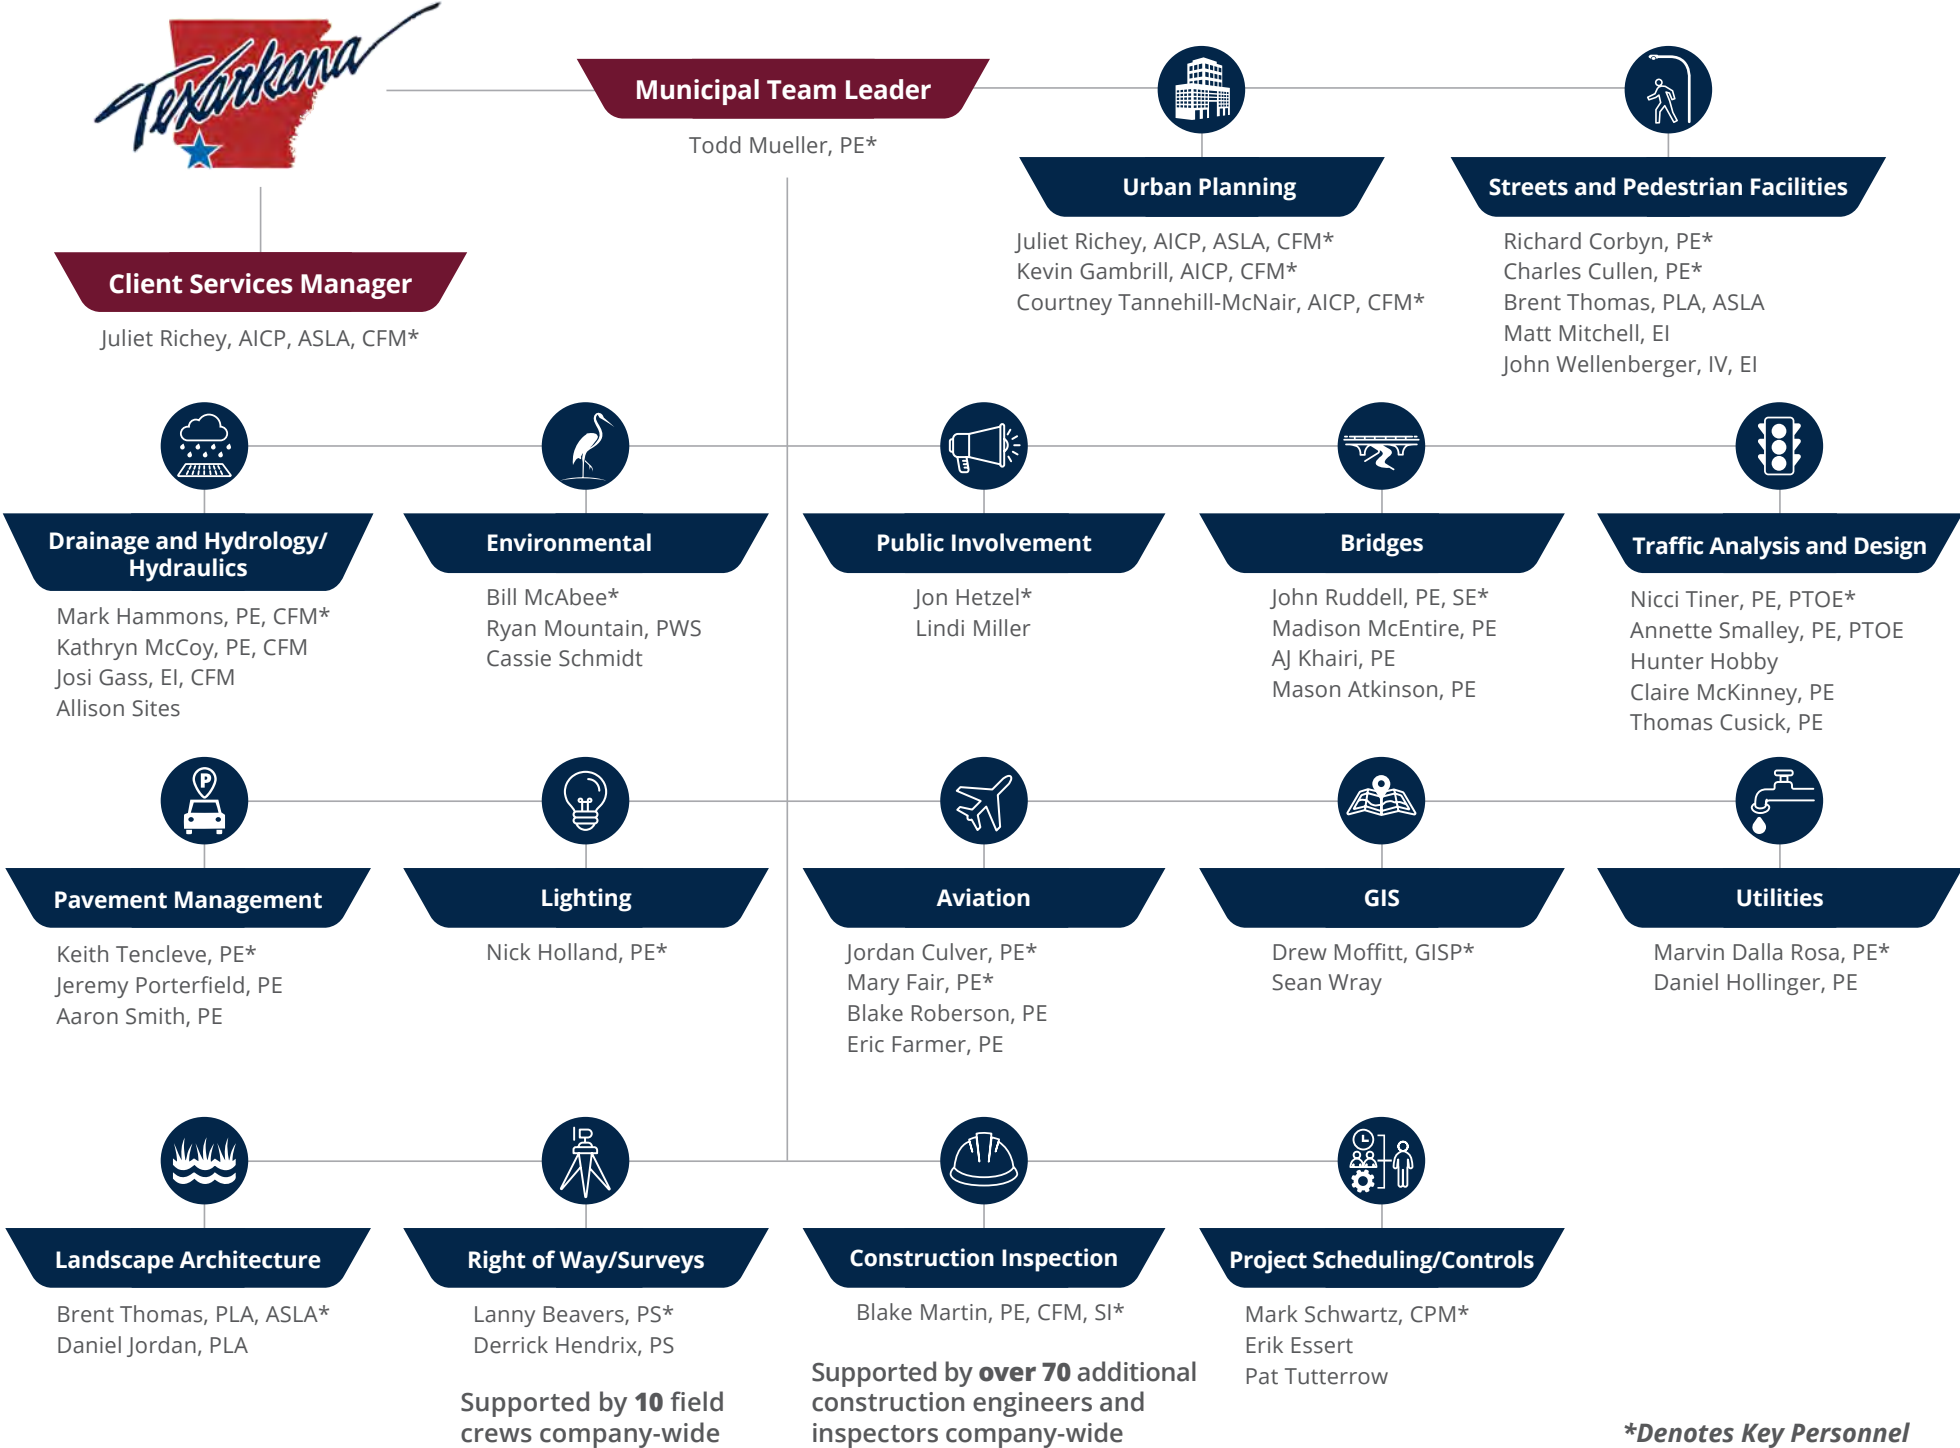 Texarkana
Municipal Team Leader
Todd Mueller, PE*
Client Services Manager
Juliet Richey, AICP, ASLA, CFM*
Urban Planning
Juliet Richey, AICP, ASLA, CFM*
Kevin Gambrill, AICP, CFM*
Courtney Tannehill-McNair, AICP, CFM*
Streets and Pedestrian Facilities
Richard Corbyn, PE*
Charles Cullen, PE*
Brent Thomas, PLA, ASLA
Matt Mitchell, EI
John Wellenberger, IV, EI
Drainage and Hydrology/
Hydraulics
Mark Hammons, PE, CFM*
Kathryn McCoy, PE, CFM
Josi Gass, EI, CFM
Allison Sites
Environmental
Bill McAbee*
Ryan Mountain, PWS
Cassie Schmidt
Public Involvement
Jon Hetzel*
Lindi Miller
Bridges
John Ruddell, PE, SE*
Madison McEntire, PE
AJ Khairi, PE
Mason Atkinson, PE
Traffic Analysis and Design
Nicci Tiner, PE, PTOE*
Annette Smalley, PE, PTOE
Hunter Hobby
Claire McKinney, PE
Thomas Cusick, PE
P
Pavement Management
Keith Tencleve, PE*
Jeremy Porterfield, PE
Aaron Smith, PE
Lighting
Nick Holland, PE*
Aviation
Jordan Culver, PE*
Mary Fair, PE*
Blake Roberson, PE
Eric Farmer, PE
GIS
Drew Moffitt, GISP*
Sean Wray
Utilities
Marvin Dalla Rosa, PE*
Daniel Hollinger, PE
Landscape Architecture
Brent Thomas, PLA, ASLA*
Daniel Jordan, PLA
Right of Way/Surveys
Lanny Beavers, PS*
Derrick Hendrix, PS
Supported by 10 field
crews company-wide
Construction Inspection
Blake Martin, PE, CFM, SI*
Supported by over 70 additional
construction engineers and
inspectors company-wide
Project Scheduling/Controls
Mark Schwartz, CPM*
Erik Essert
Pat Tutterrow
*Denotes Key Personnel